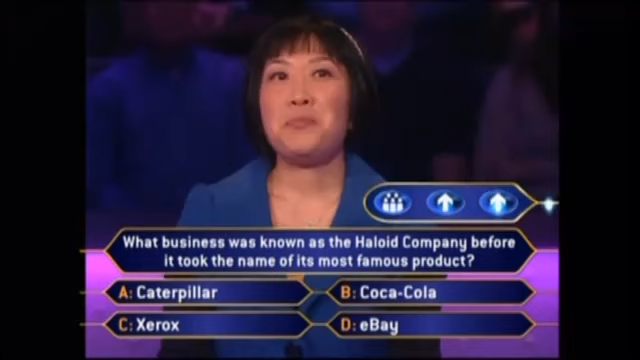 What business was known as the Haloid Company before
it took the name of its most famous product?
A: Caterpillar
B: Coca-Cola
C: Xerox
D: eBay